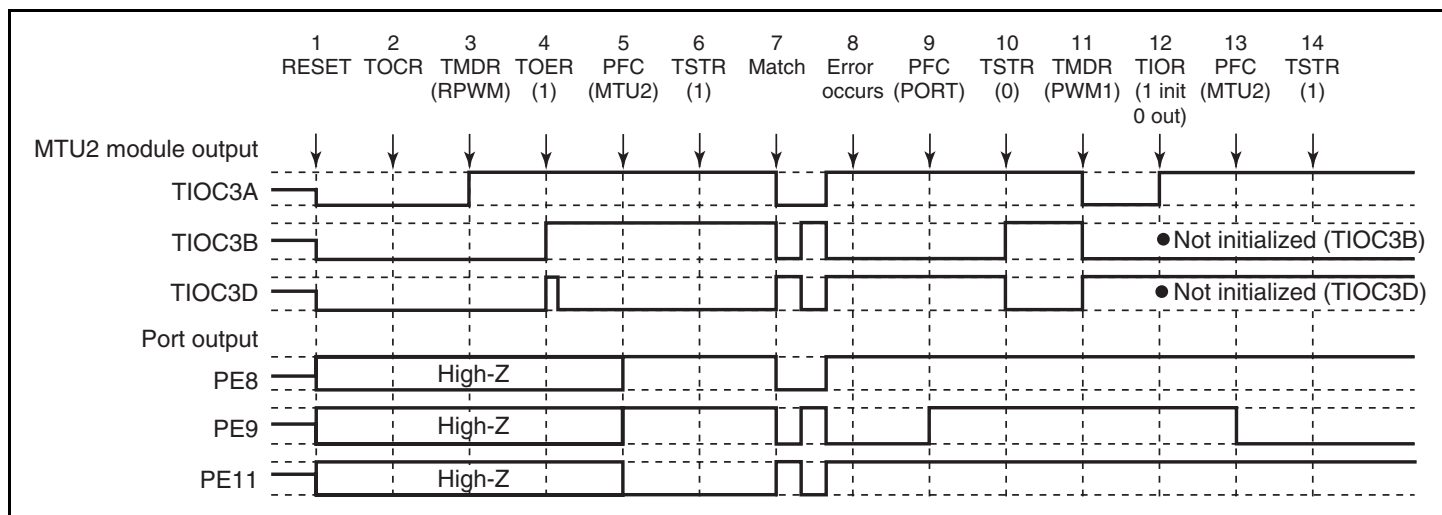 1 2 3 4 5 6 7 8 9 10 11 12 13 14
RESET TOCR TMDR TOER PFC TSTR Match Error PFC TSTR TMDR TIOR PFC TSTR
(RPWM) (1) (MTU2) (1) occurs (PORT) (0) (PWM1) (1 init (MTU2) (1)
0 out)
MTU2 module output
TIOC3A
TIOC3B
● Not initialized (TIOC3B)
TIOC3D
● Not initialized (TIOC3D)
Port output
PE8 High-Z
PE9 High-Z
PE11 High-Z